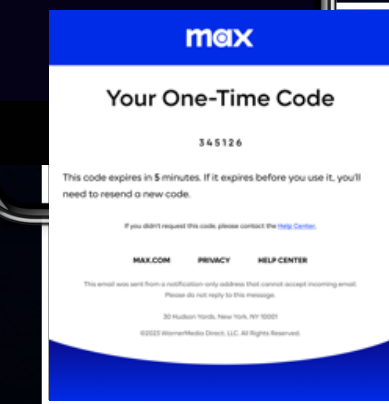 max
Your One-Time Code
345126
This code expires in 5 minutes. If it expires before you use it, you'll
need to resend a new code.
If you didn't request this code, please contact the Help Center.
MAX.COM PRIVACY HELP CENTER
This email was sent from a notification-only address that cannot accept incoming email.
Please do not reply to this message.
30 Hudson Yards, New York, NY 10001
©2023 WarnerMedia Direct, LLC. All Rights Reserved.